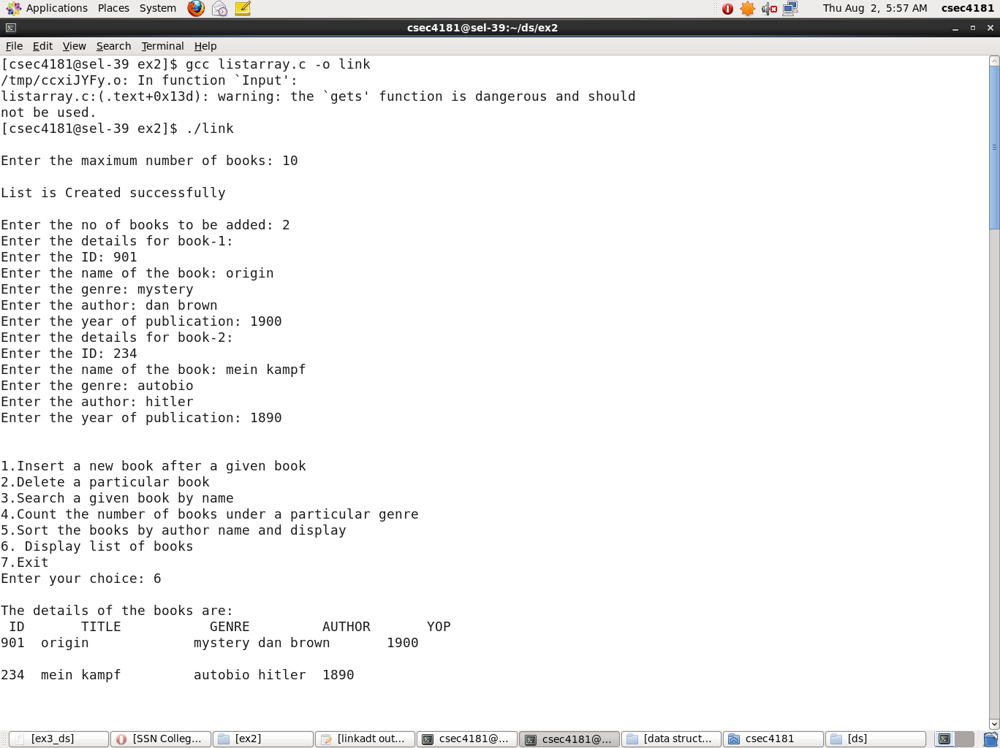 Applications Places System Thu Aug 2, 5:57 AM csec4181
csec4181@sel-39:~/ds/ex2
File Edit View Search Terminal Help
[csec4181@sel-39 ex2]$ gcc listarray.c -o link
/tmp/ccxiJYFy.o: In function `Input':
listarray.c:(.text+0x13d): warning: the `gets' function is dangerous and should
not be used.
[csec4181@sel-39 ex2]$ ./link
Enter the maximum number of books: 10
List is Created successfully
Enter the no of books to be added: 2
Enter the details for book-1:
Enter the ID: 901
Enter the name of the book: origin
Enter the genre: mystery
Enter the author: dan brown
Enter the year of publication: 1900
Enter the details for book-2:
Enter the ID: 234
Enter the name of the book: mein kampf
Enter the genre: autobio
Enter the author: hitler
Enter the year of publication: 1890
1.Insert a new book after a given book
2.Delete a particular book
3.Search a given book by name
4.Count the number of books under a particular genre
5.Sort the books by author name and display
6. Display list of books
7.Exit
Enter your choice: 6
The details of the books are:
ID TITLE GENRE AUTHOR YOP
901 origin mystery dan brown 1900
234 mein kampf autobio hitler 1890
[ex3_ds] [SSN Colleg... [ex2] [linkadt out... csec4181@... csec4181@... [data struct... csec4181 [ds]